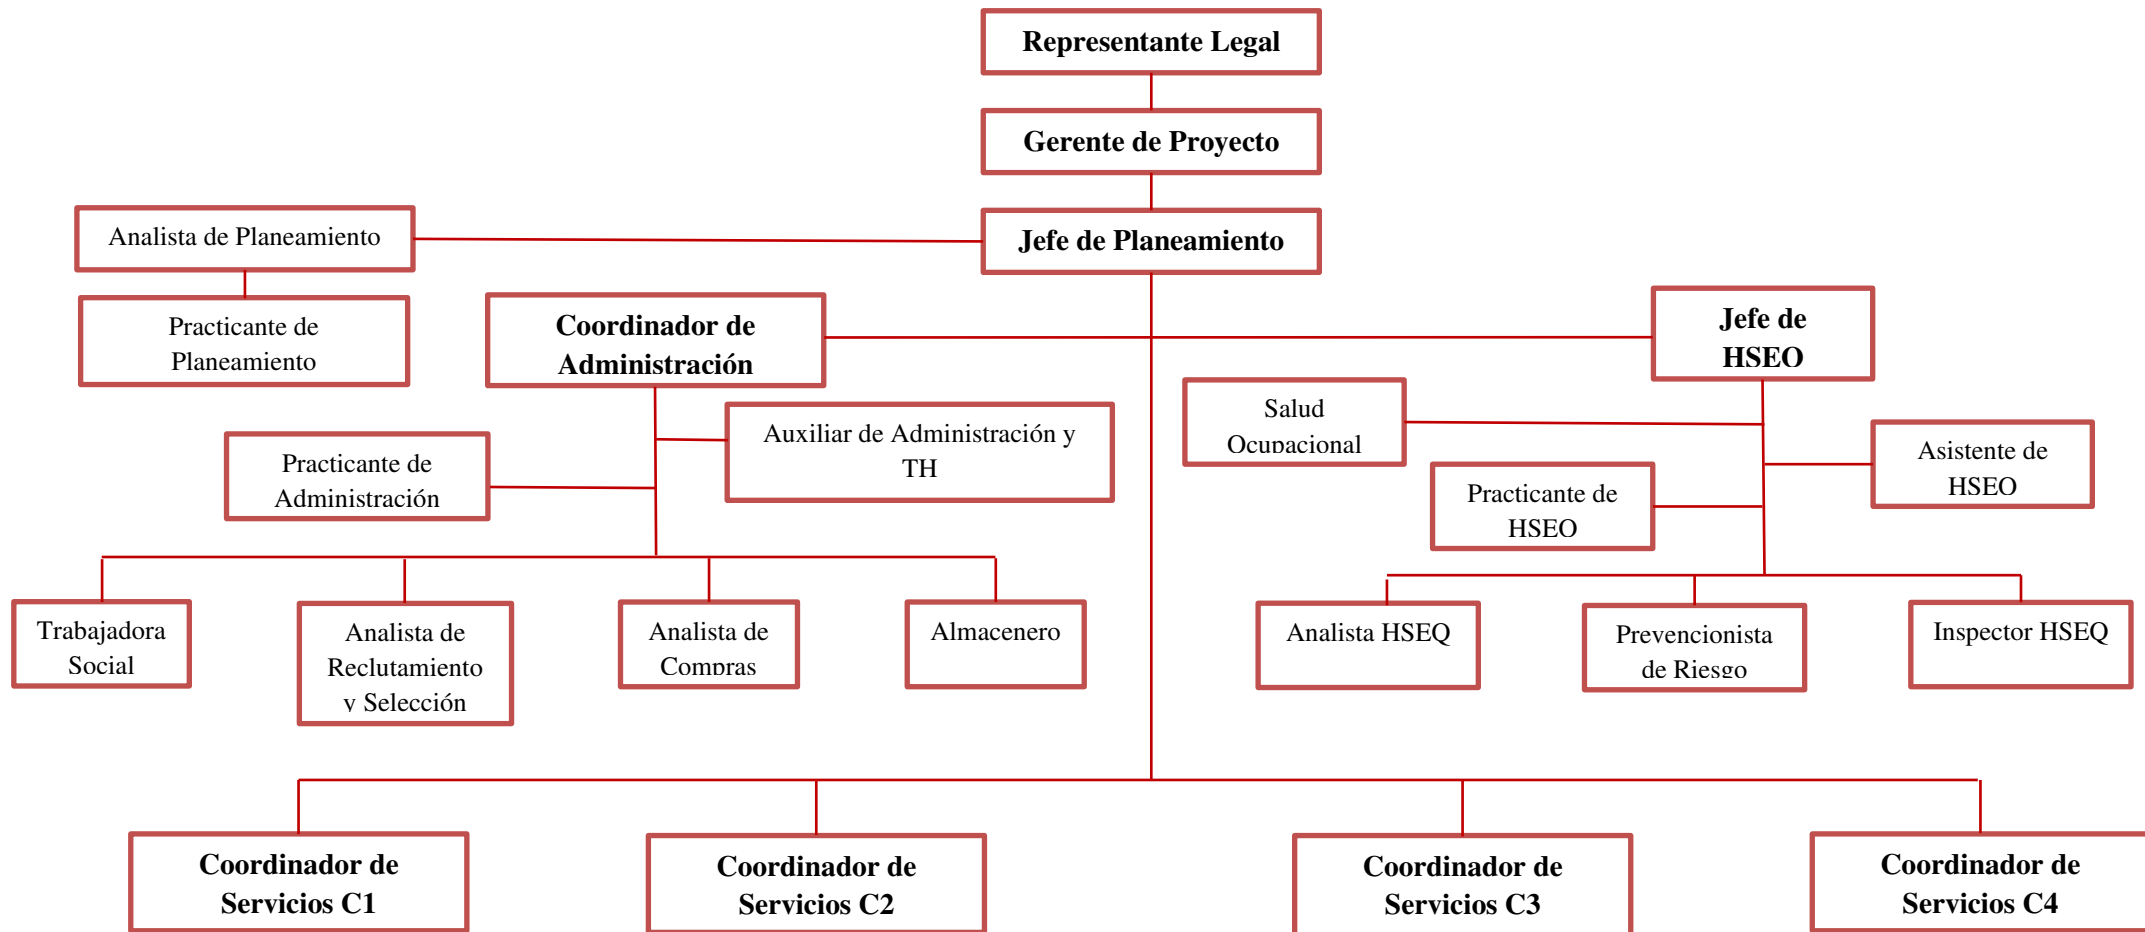 Representante Legal
Gerente de Proyecto
Analista de Planeamiento
Jefe de Planeamiento
Practicante de
Planeamiento
Coordinador de
Administración
Jefe de
HSEO
Auxiliar de Administración y
TH
Practicante de
Administración
Salud
Ocupacional
Asistente de
HSEO
Practicante de
HSEO
Trabajadora
Social
Analista de
Reclutamiento
y Selección
Analista de
Compras
Almacenero
Analista HSEQ
Prevencionista
de Riesgo
Inspector HSEQ
Coordinador de
Servicios C1
Coordinador de
Servicios C2
Coordinador de
Servicios C3
Coordinador de
Servicios C4